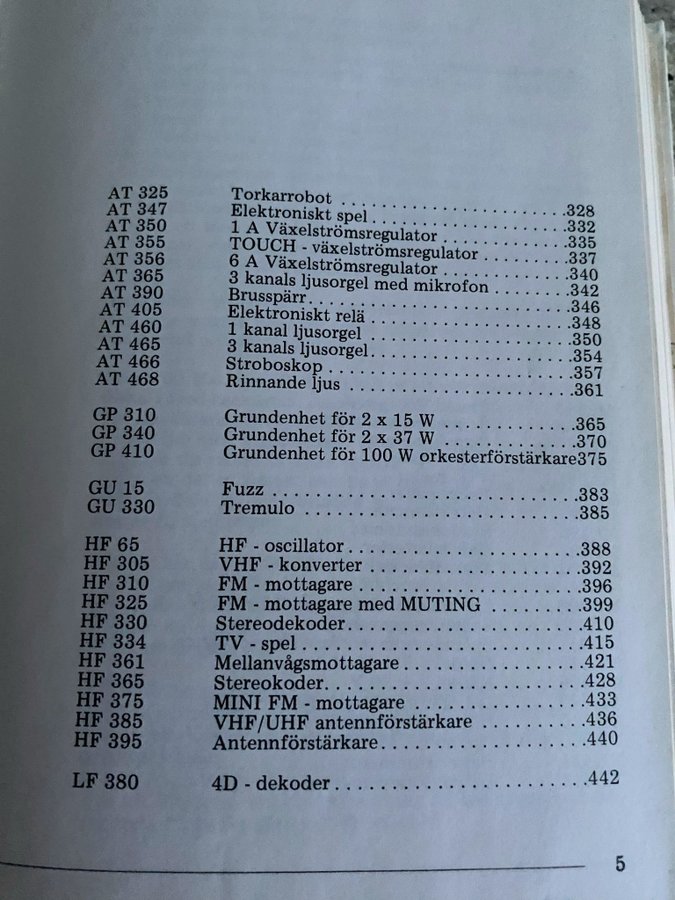 AT 325 Torkarrobot . . . . . . . . . . . . . . . . . . . . . . .328
AT 347 Elektroniskt spel . . . . . . . . . . . . . . . . . . . .332
AT 350 1 A Växelströmsregulator . . . . . . . . . . . . .335
AT 355 TOUCH - växelströmsregulator . . . . . . . . .337
AT 356 6 A Växelströmsregulator . . . . . . . . . . . . .340
AT 365 3 kanals ljusorgel med mikrofon . . . . . . . .342
AT 390 Brusspärr. . . . . . . . . . . . . . . . . . . . . . . . . .346
AT 405 Elektroniskt relä . . . . . . . . . . . . . . . . . . . .348
AT 460 1 kanal ljusorgel . . . . . . . . . . . . . . . . . . . .350
AT 465 3 kanals ljusorgel. . . . . . . . . . . . . . . . . . . .354
AT 466 Stroboskop . . . . . . . . . . . . . . . . . . . . . . . .357
AT 468 Rinnande ljus . . . . . . . . . . . . . . . . . . . . . .361
GP 310 Grundenhet för 2 x 15 W . . . . . . . . . . . . .365
GP 340 Grundenhet för 2 x 37 W . . . . . . . . . . . . .370
GP 410 Grundenhet för 100 W orkesterförstärkare375
GU 15 Fuzz . . . . . . . . . . . . . . . . . . . . . . . . . . . . .383
GU 330 Tremulo . . . . . . . . . . . . . . . . . . . . . . . . . .385
HF 65 HF - oscillator . . . . . . . . . . . . . . . . . . . . . .388
HF 305 VHF - konverter . . . . . . . . . . . . . . . . . . . .392
HF 310 FM - mottagare . . . . . . . . . . . . . . . . . . . . .396
HF 325 FM - mottagare med MUTING . . . . . . . . .399
HF 330 Stereodekoder. . . . . . . . . . . . . . . . . . . . . .410
HF 334 TV - spel . . . . . . . . . . . . . . . . . . . . . . . . . .415
HF 361 Mellanvågsmottagare . . . . . . . . . . . . . . . .421
HF 365 Stereokoder. . . . . . . . . . . . . . . . . . . . . . . .428
HF 375 MINI FM - mottagare . . . . . . . . . . . . . . . .433
HF 385 VHF/UHF antennförstärkare . . . . . . . . . .436
HF 395 Antennförstärkare. . . . . . . . . . . . . . . . . . .440
LF 380 4D - dekoder . . . . . . . . . . . . . . . . . . . . . . .442
5